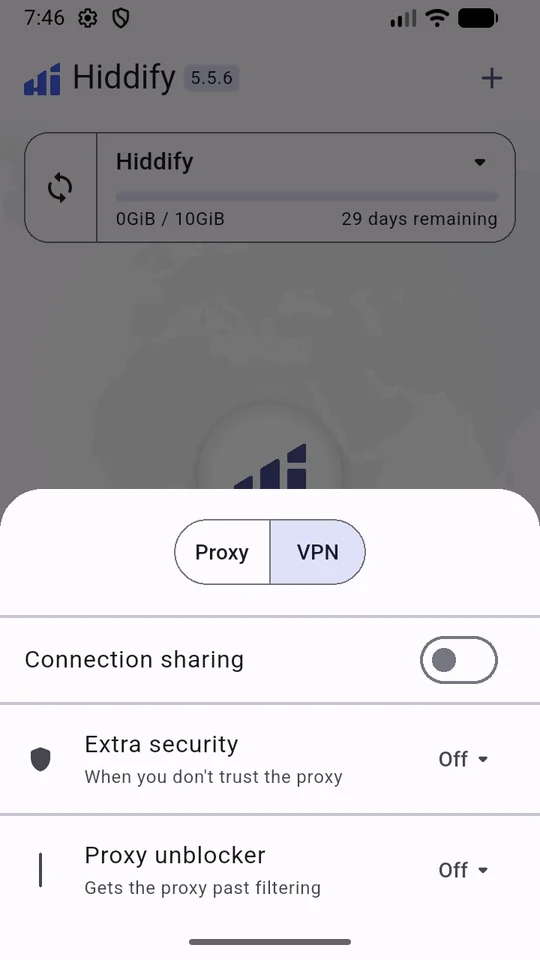 7:46
Hiddify 5.5.6
Hiddify
0GiB / 10GiB 29 days remaining
Proxy VPN
Connection sharing
Extra security
When you don't trust the proxy
Off
Proxy unblocker
Gets the proxy past filtering
Off